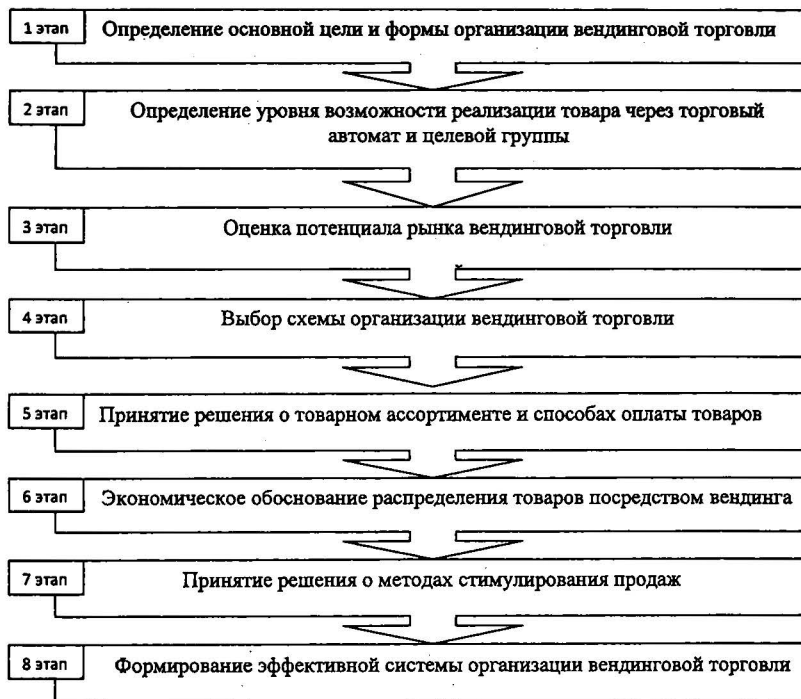 1 этап
Определение основной цели и формы организации вендинговой торговли
2 этап
Определение уровня возможности реализации товара через торговый
автомат и целевой группы
3 этап
Оценка потенциала рынка вендинговой торговли
4 этап
Выбор схемы организации вендинговой торговли
5 этап
Принятие решения о товарном ассортименте и способах оплаты товаров
6 этап
Экономическое обоснование распределения товаров посредством вендинга
7 этап
Принятие решения о методах стимулирования продаж
8 этап
Формирование эффективной системы организации вендинговой торговли